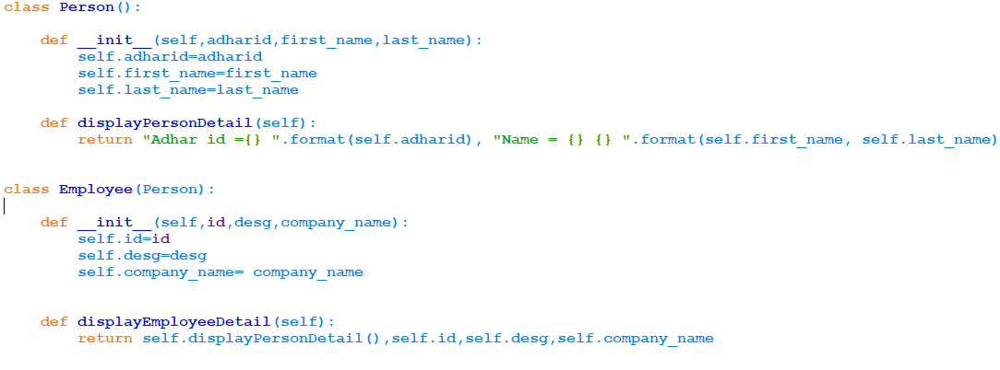 class Person():
    def __init__(self,adharid,first_name,last_name):
        self.adharid=adharid
        self.first_name=first_name
        self.last_name=last_name
    def displayPersonDetail(self):
        return "Adhar id ={} ".format(self.adharid), "Name = {} {} ".format(self.first_name, self.last_name)
class Employee(Person):
    def __init__(self,id,desg,company_name):
        self.id=id
        self.desg=desg
        self.company_name= company_name
    def displayEmployeeDetail(self):
        return self.displayPersonDetail(),self.id,self.desg,self.company_name